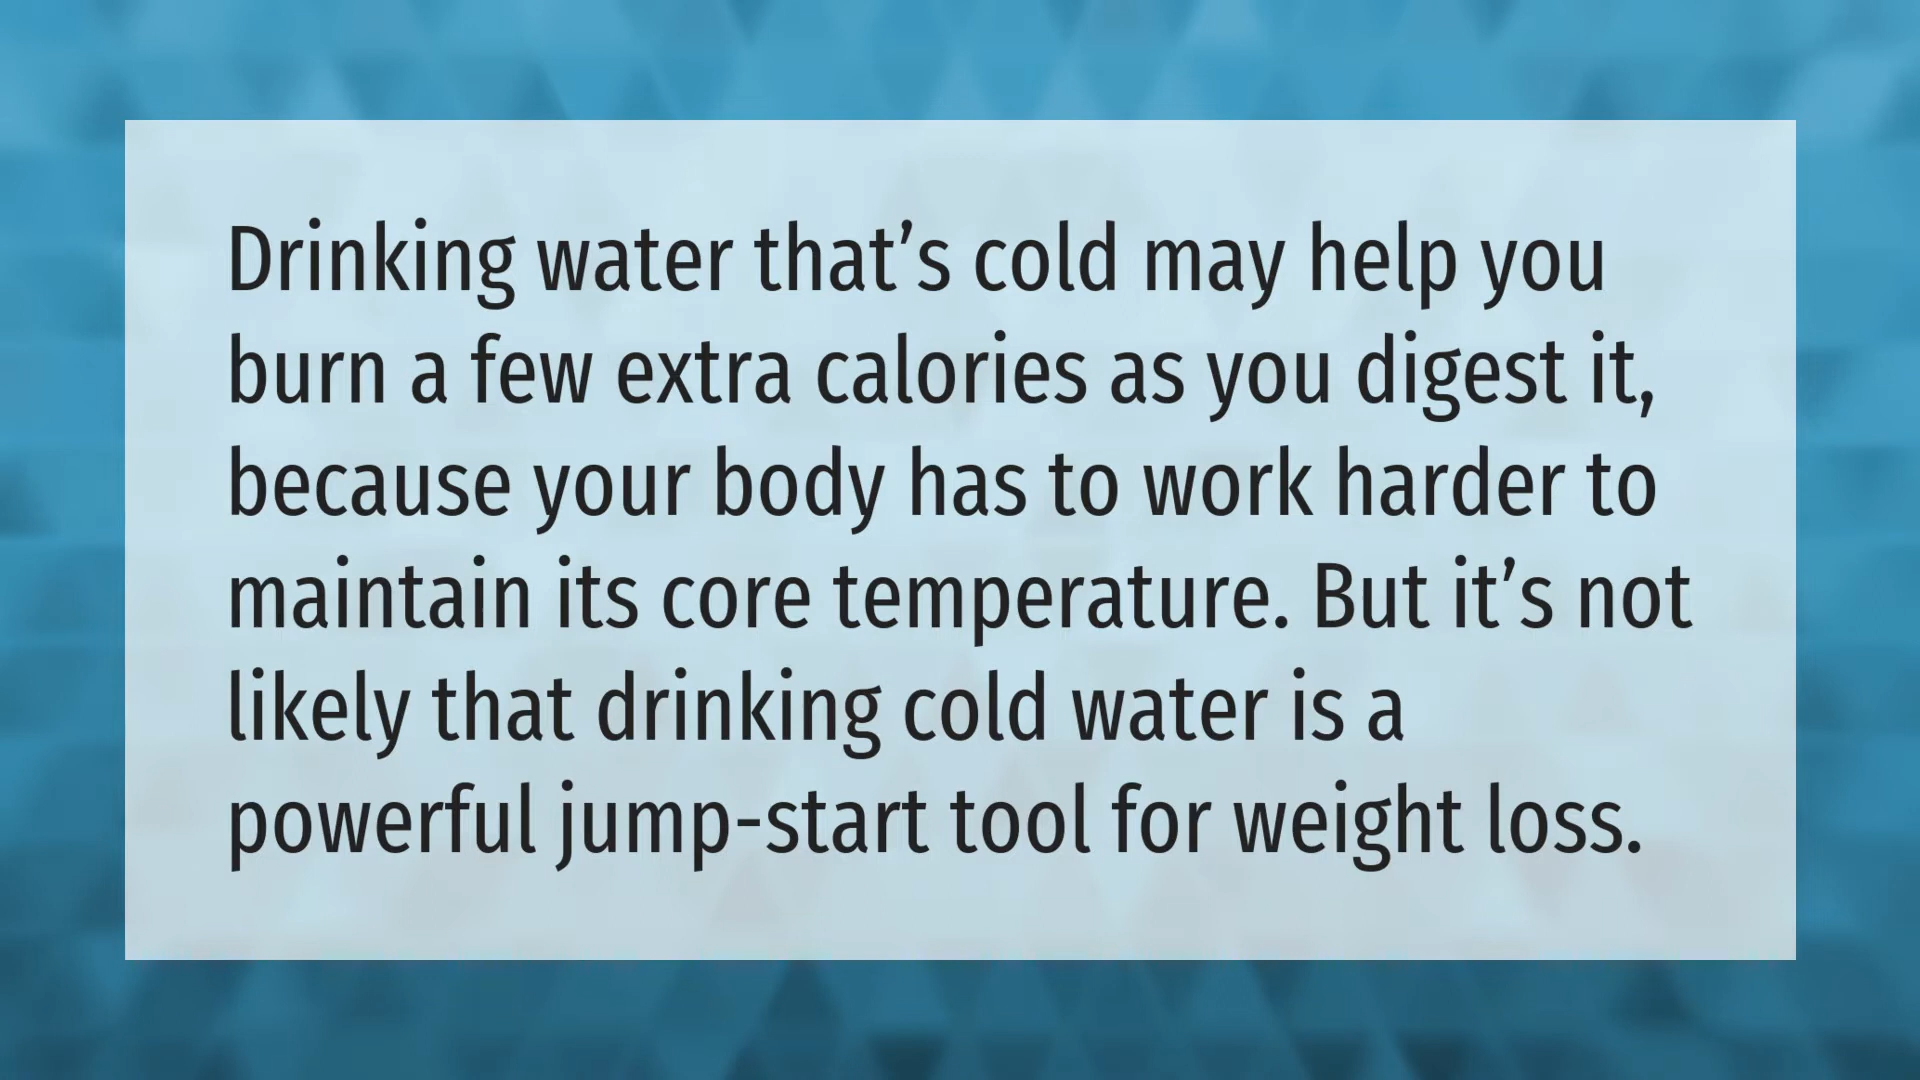 Drinking water that’s cold may help you
burn a few extra calories as you digest it,
because your body has to work harder to
maintain its core temperature. But it’s not
likely that drinking cold water is a
powerful jump-start tool for weight loss.